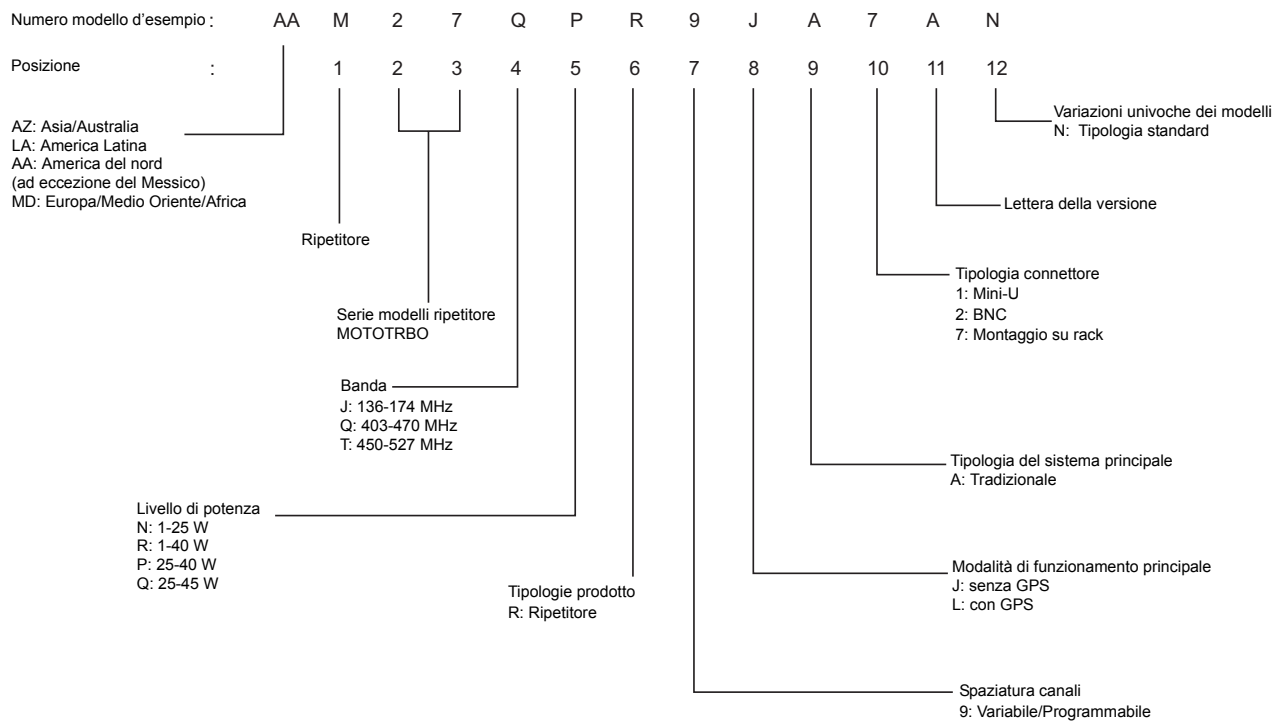 Numero modello d'esempio : AA M 2 7 Q P R 9 J A 7 A N
Posizione : 1 2 3 4 5 6 7 8 9 10 11 12
AZ: Asia/Australia
LA: America Latina
AA: America del nord
(ad eccezione del Messico)
MD: Europa/Medio Oriente/Africa
Ripetitore
Serie modelli ripetitore
MOTOTRBO
Banda
J: 136-174 MHz
Q: 403-470 MHz
T: 450-527 MHz
Livello di potenza
N: 1-25 W
R: 1-40 W
P: 25-40 W
Q: 25-45 W
Tipologie prodotto
R: Ripetitore
Variazioni univoche dei modelli
N: Tipologia standard
Lettera della versione
Tipologia connettore
1: Mini-U
2: BNC
7: Montaggio su rack
Tipologia del sistema principale
A: Tradizionale
Modalità di funzionamento principale
J: senza GPS
L: con GPS
Spaziatura canali
9: Variabile/Programmabile